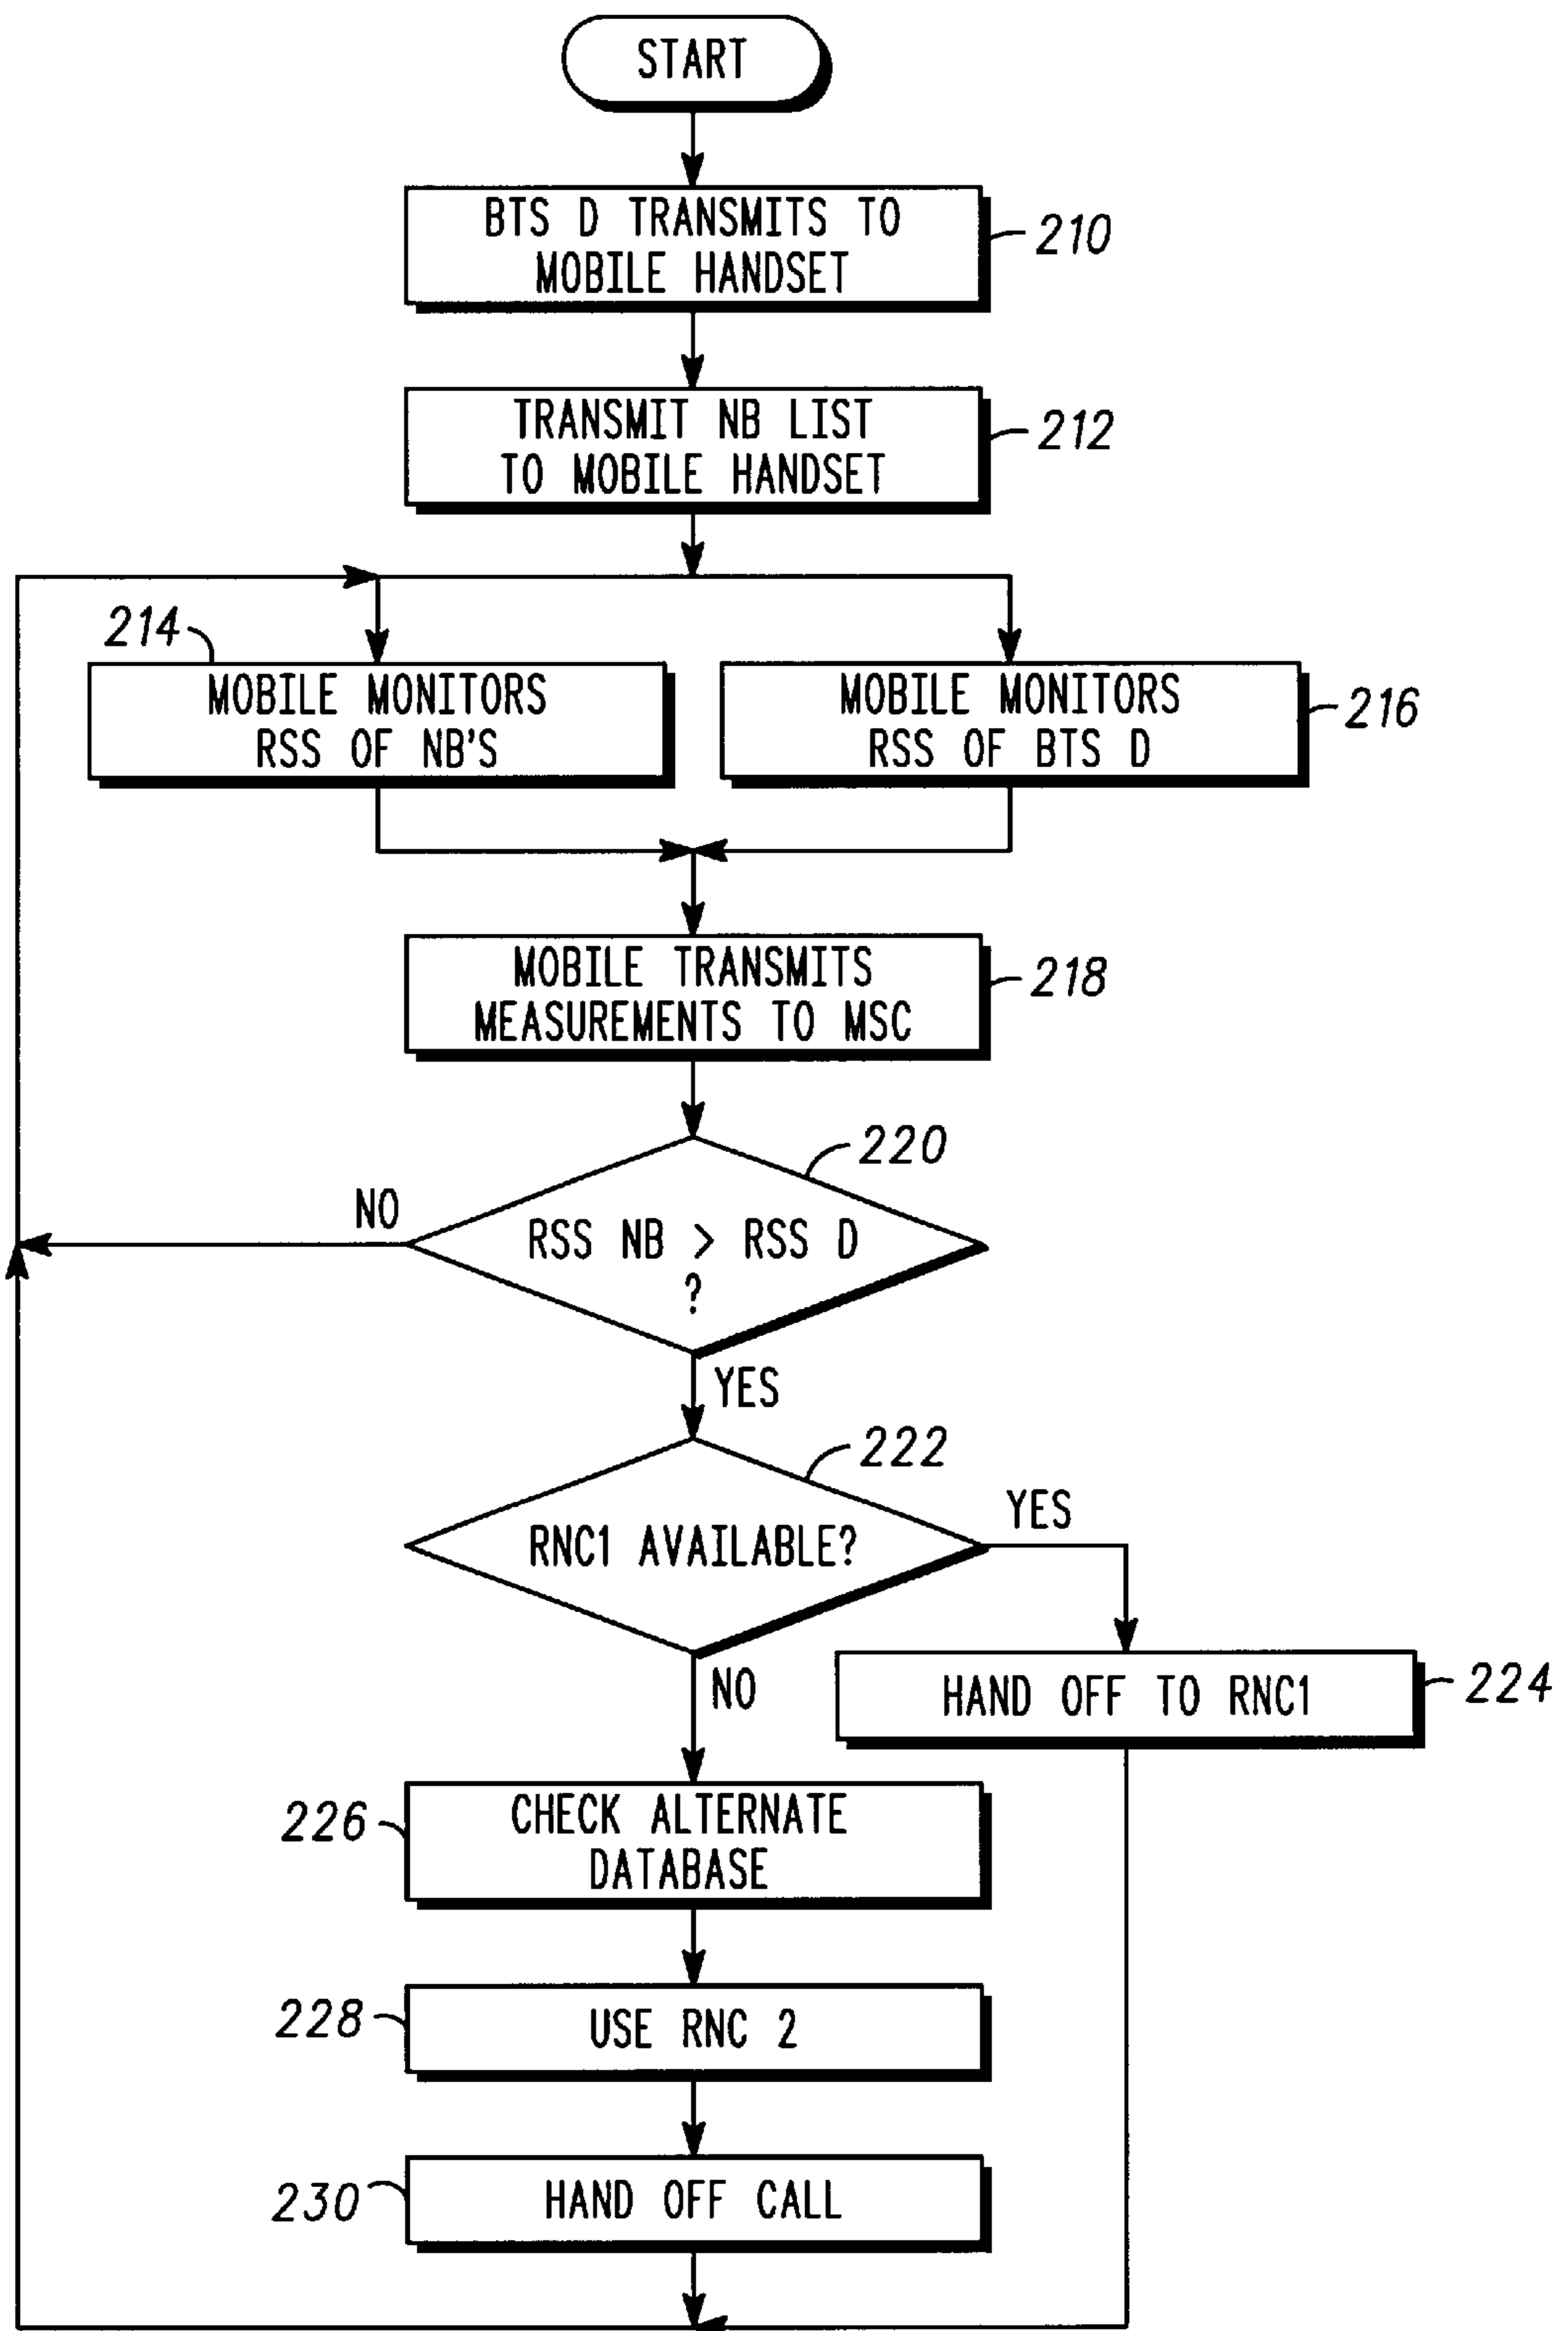 START
BTS D TRANSMITS TO
MOBILE HANDSET
210
TRANSMIT NB LIST
TO MOBILE HANDSET
212
214
MOBILE MONITORS
RSS OF NB'S
MOBILE MONITORS
RSS OF BTS D
216
MOBILE TRANSMITS
MEASUREMENTS TO MSC
218
220
NO
RSS NB > RSS D
?
YES
222
RNC1 AVAILABLE?
YES
NO
HAND OFF TO RNC1
224
226
CHECK ALTERNATE
DATABASE
228
USE RNC 2
230
HAND OFF CALL